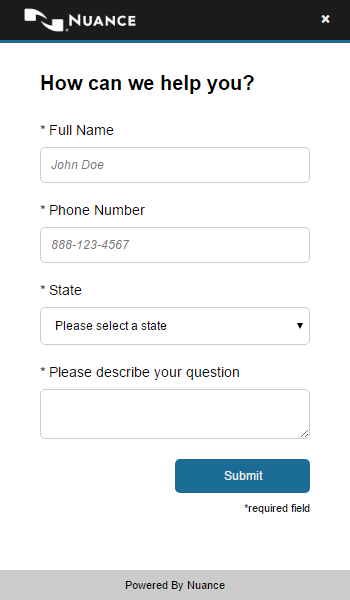 NUANCE
How can we help you?
* Full Name
John Doe
* Phone Number
888-123-4567
* State
Please select a state
* Please describe your question
Submit
*required field
Powered By Nuance